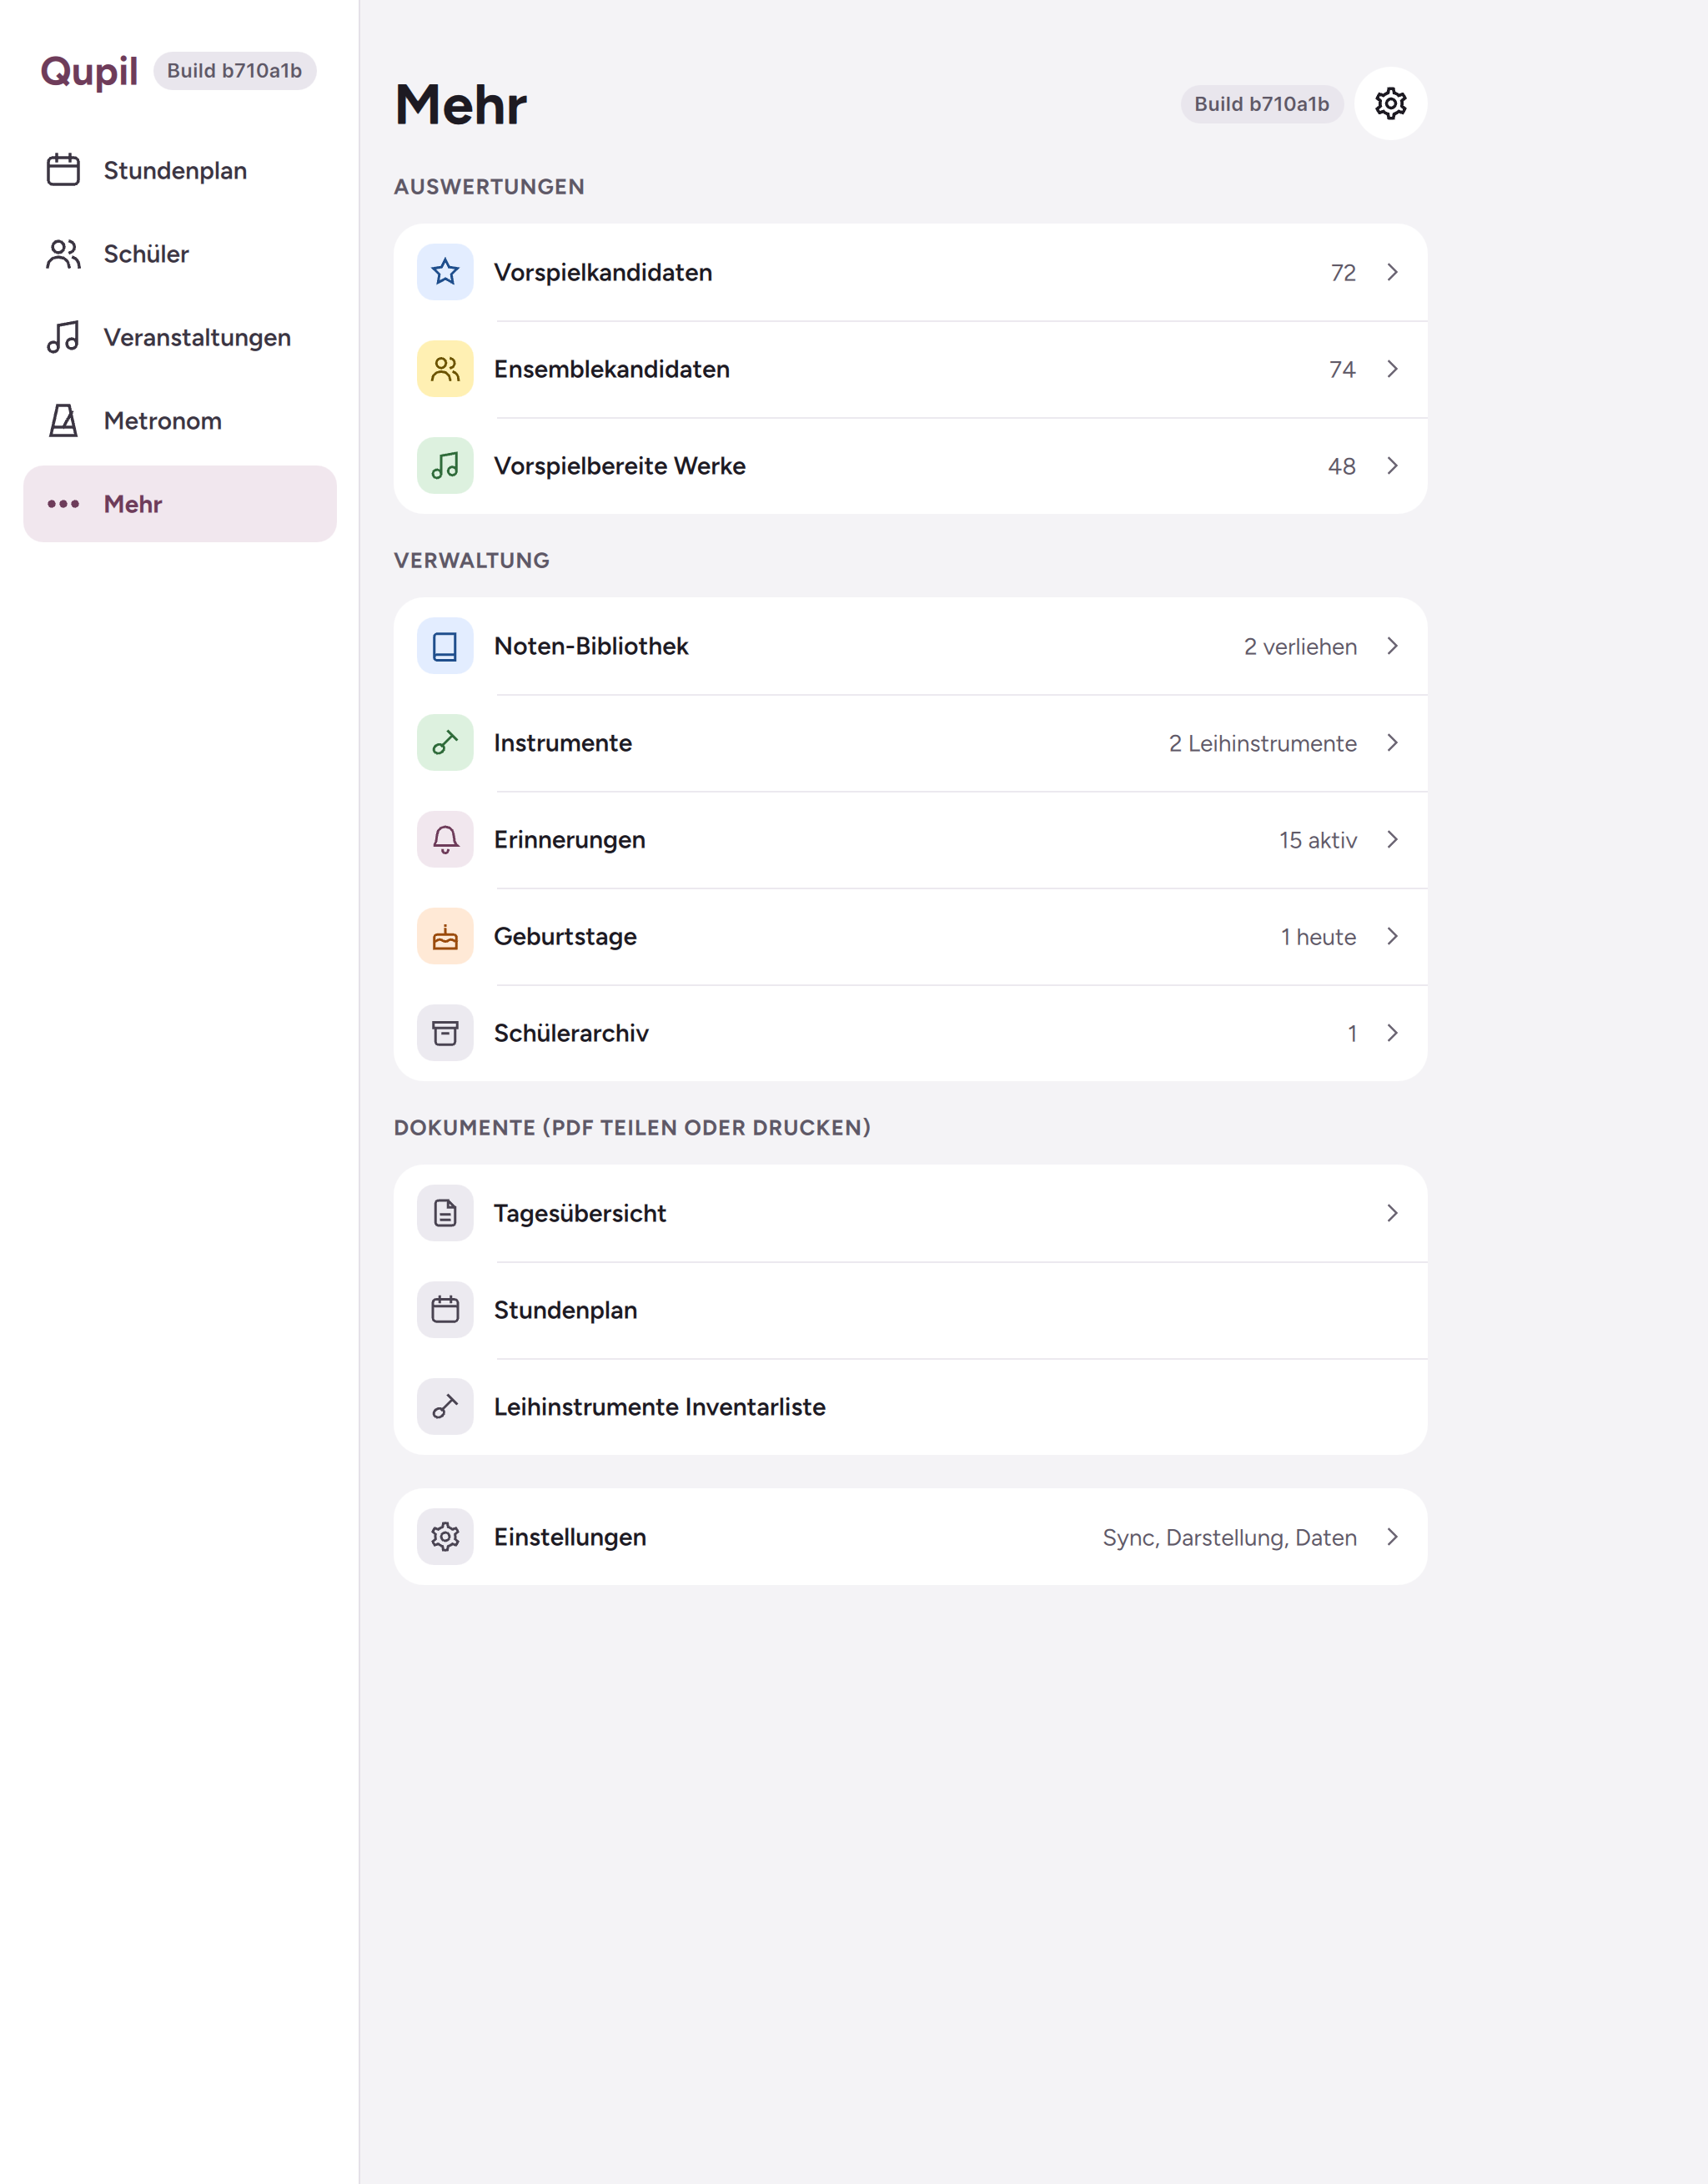 Qupil Build b710a1b
Stundenplan
Schüler
Veranstaltungen
Metronom
Mehr
Mehr Build b710a1b
AUSWERTUNGEN
Vorspielkandidaten 72
Ensemblekandidaten 74
Vorspielbereite Werke 48
VERWALTUNG
Noten-Bibliothek 2 verliehen
Instrumente 2 Leihinstrumente
Erinnerungen 15 aktiv
Geburtstage 1 heute
Schülerarchiv 1
DOKUMENTE (PDF TEILEN ODER DRUCKEN)
Tagesübersicht
Stundenplan
Leihinstrumente Inventarliste
Einstellungen Sync, Darstellung, Daten